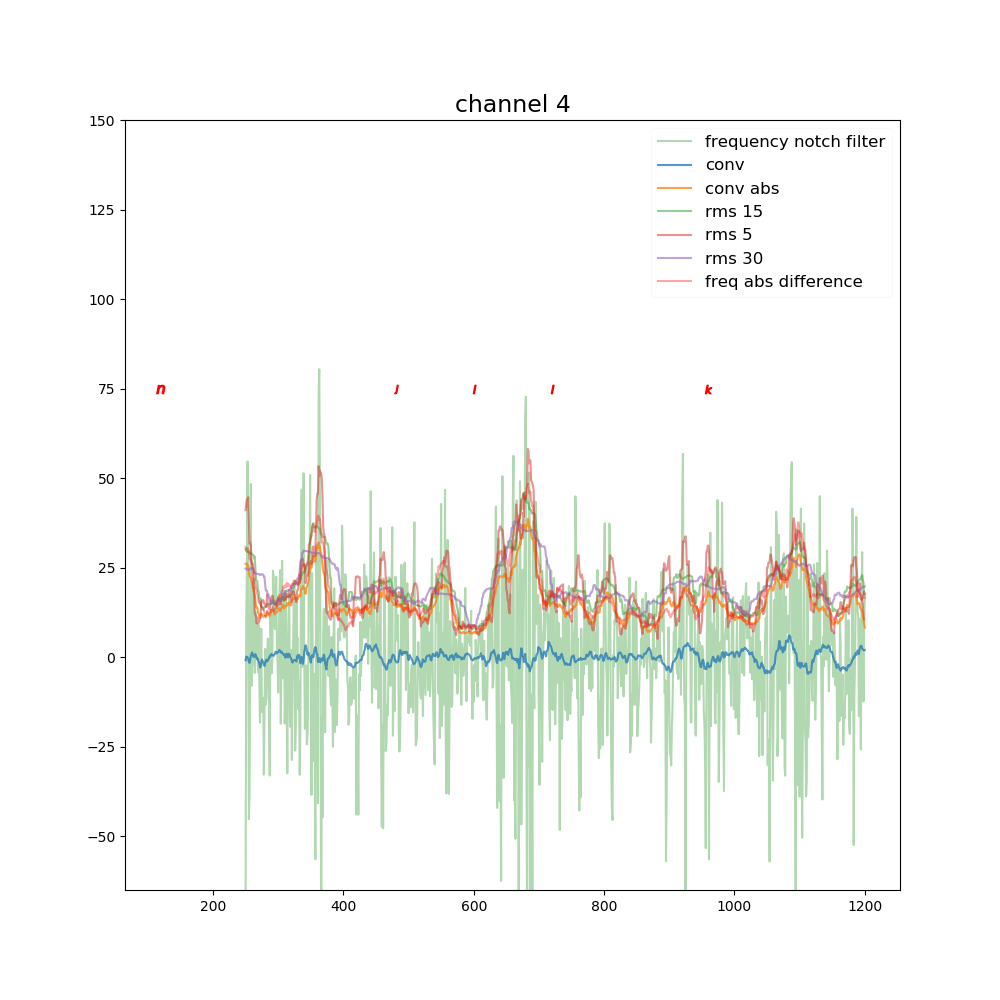 channel 4
150
frequency notch filter
conv
conv abs
125
rms 15
rms 5
rms 30
freq abs difference
100
75
n J l l k
50
25
0
−25
−50
200 400 600 800 1000 1200